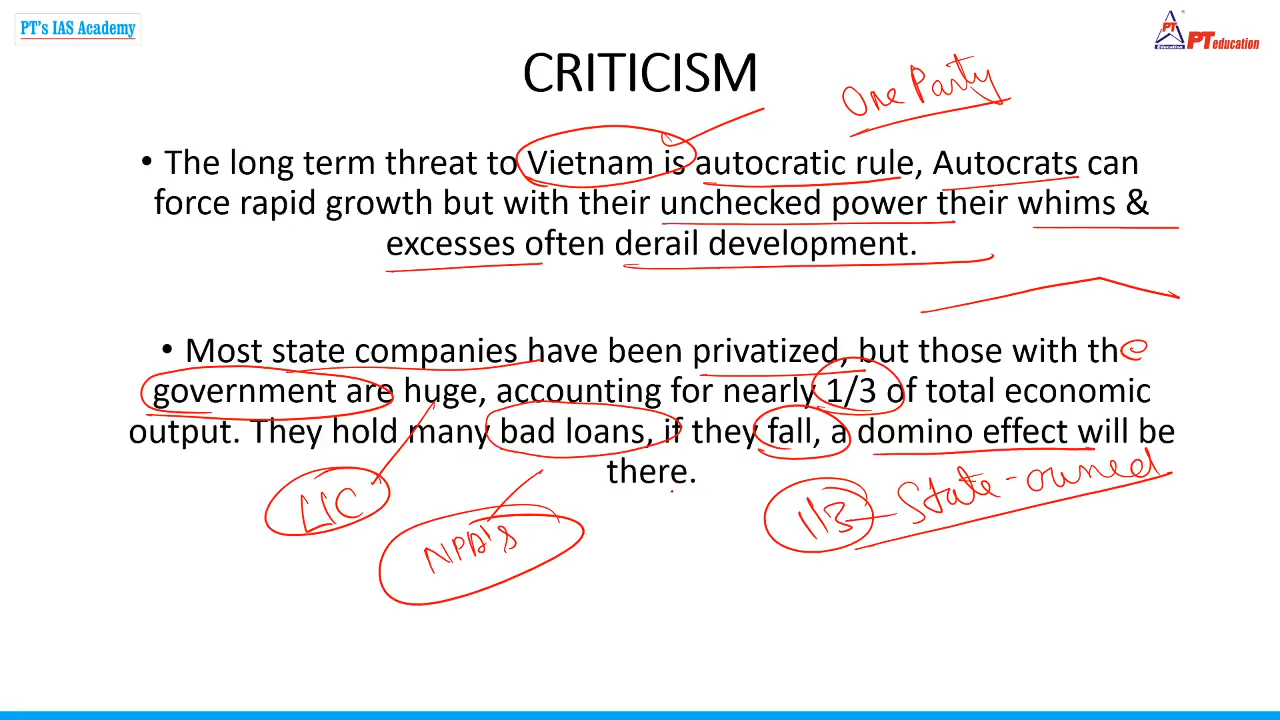 PT's IAS Academy
PT
Education
PT education
CRITICISM
One Party
• The long term threat to Vietnam is autocratic rule, Autocrats can
force rapid growth but with their unchecked power their whims &
excesses often derail development.
• Most state companies have been privatized, but those with the
government are huge, accounting for nearly 1/3 of total economic
output. They hold many bad loans, if they fall, a domino effect will be
there.
LIC
NPA's
1/3 - State-owned